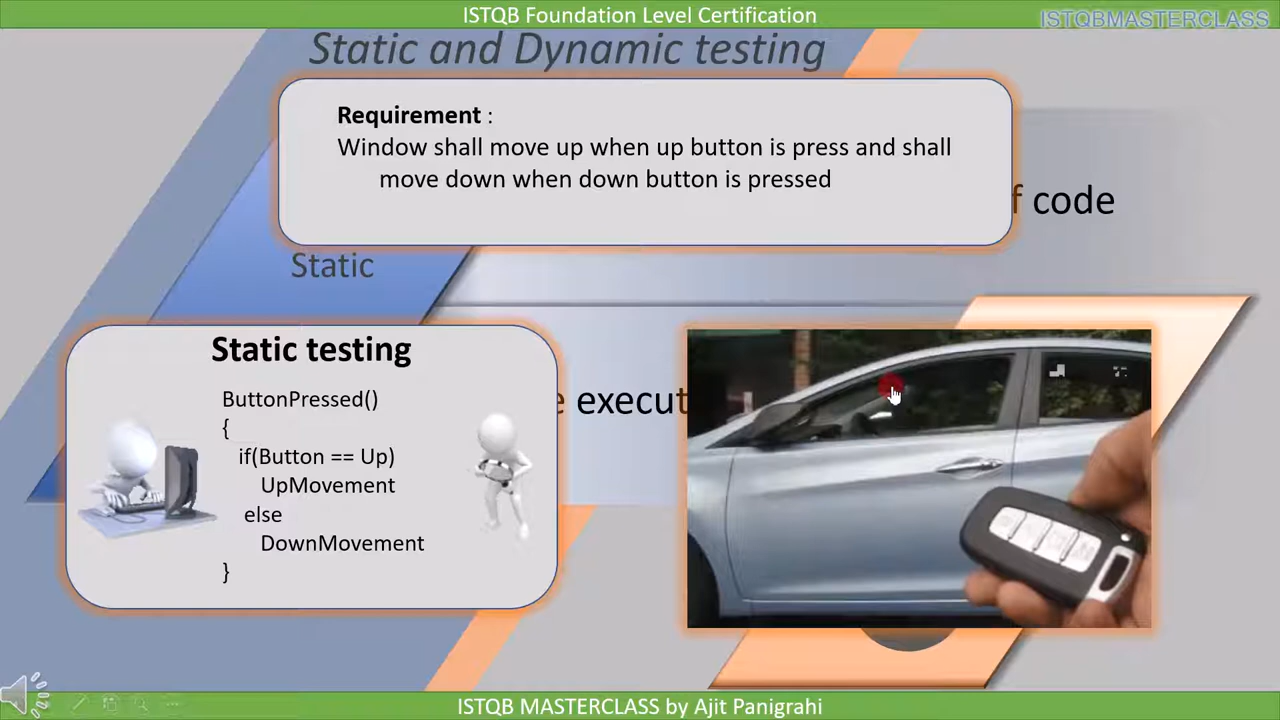 ISTQB Foundation Level Certification
ISTQBMASTERCLASS
Static and Dynamic testing
Requirement :
Window shall move up when up button is press and shall
move down when down button is pressed
f code
Static
Static testing
ButtonPressed()
{
if(Button == Up)
UpMovement
else
DownMovement
}
e execut
ISTQB MASTERCLASS by Ajit Panigrahi